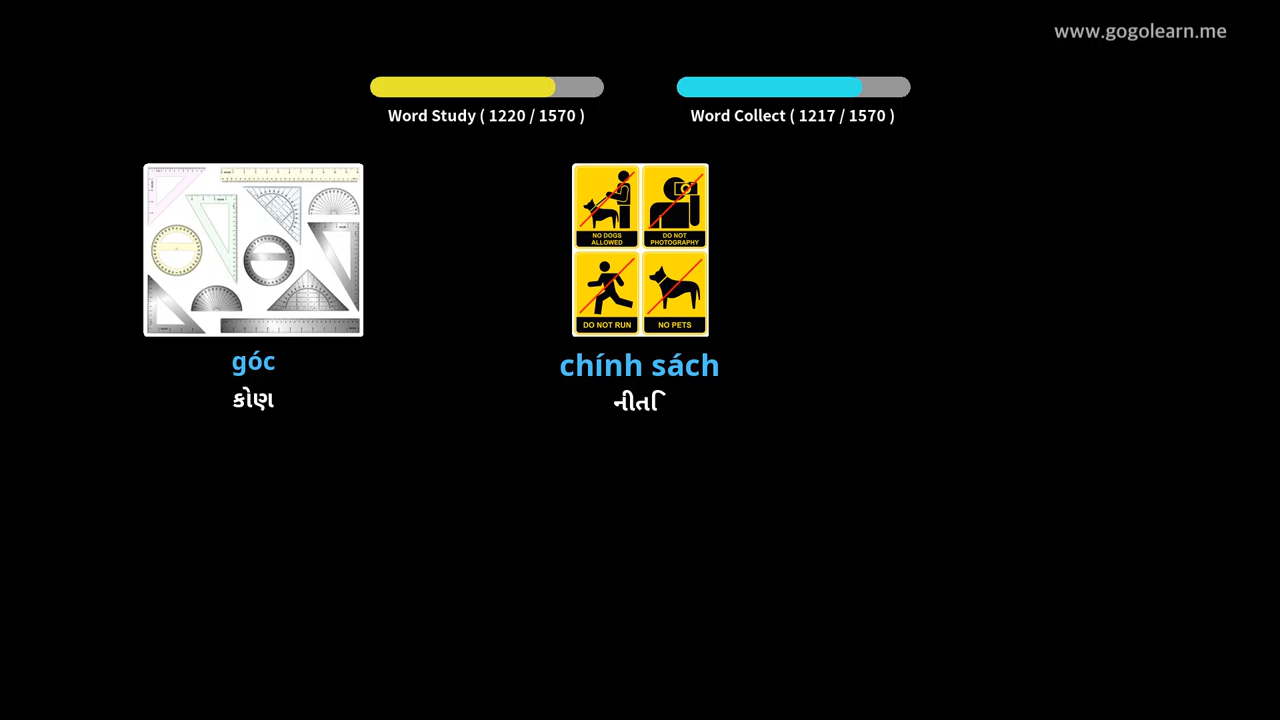 www.gogolearn.me
Word Study ( 1220 / 1570 )
Word Collect ( 1217 / 1570 )
NO DOGS
ALLOWED
DO NOT
PHOTOGRAPHY
DO NOT RUN
NO PETS
góc
chính sách
કોણ
નીતિ